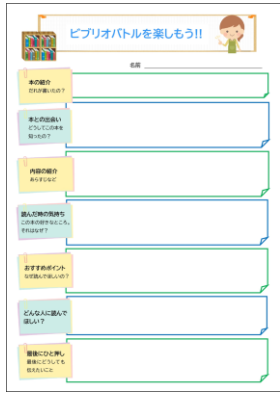 ビブリオバトルを楽しもう!!
名前
本の紹介
だれが書いたの？
本との出会い
どうしてこの本を
知ったの？
内容の紹介
あらすじなど
読んだ時の気持ち
この本の好きなところ。
それはなぜ？
おすすめポイント
なぜ読んでほしいの？
どんな人に読んで
ほしい？
最後にひと押し
最後にどうしても
伝えたいこと